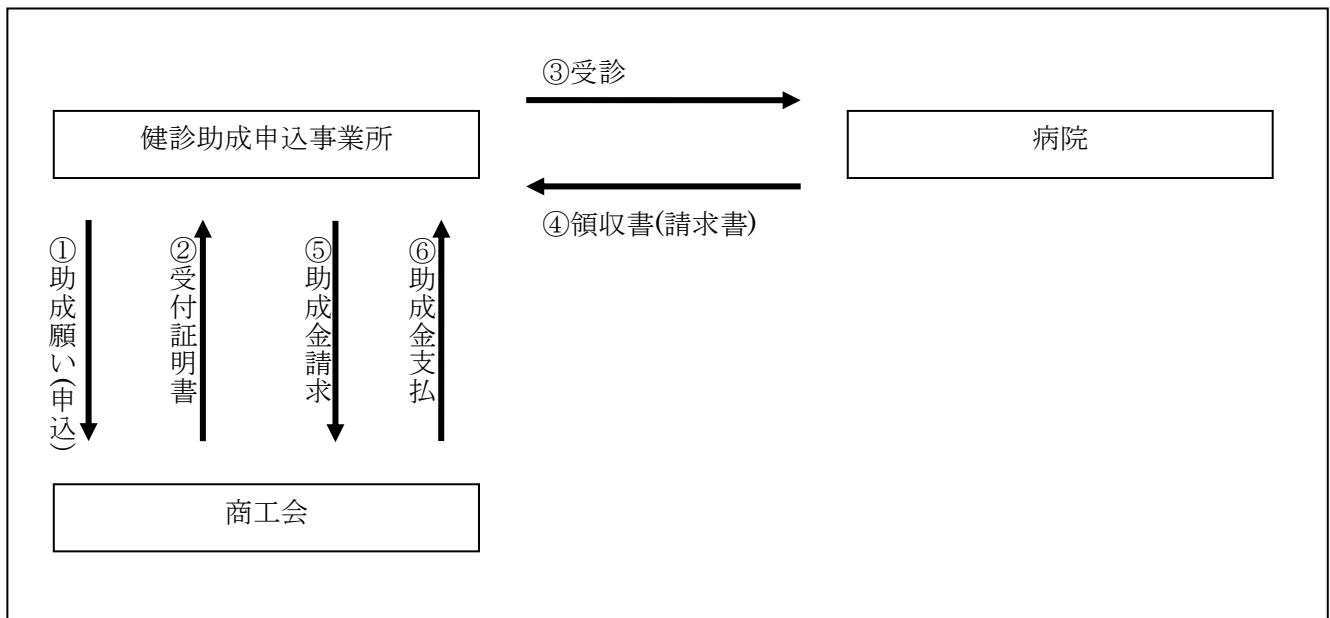 ③受診
健診助成申込事業所
病院
④領収書(請求書)
①助成願い(申込)
②受付証明書
⑤助成金請求
⑥助成金支払
商工会